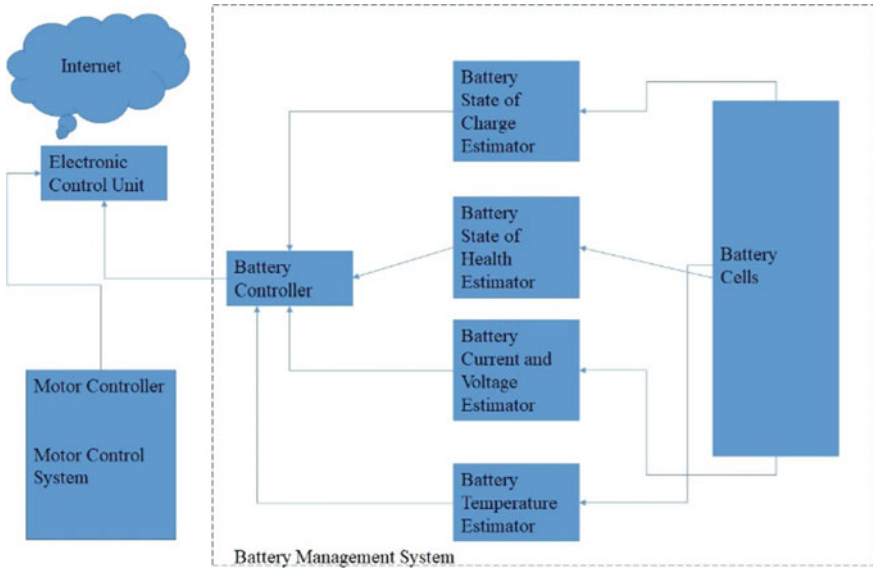 Internet
Electronic
Control Unit
Motor Controller
Motor Control
System
Battery
Controller
Battery
State of
Charge
Estimator
Battery
State of
Health
Estimator
Battery
Current and
Voltage
Estimator
Battery
Temperature
Estimator
Battery
Cells
Battery Management System